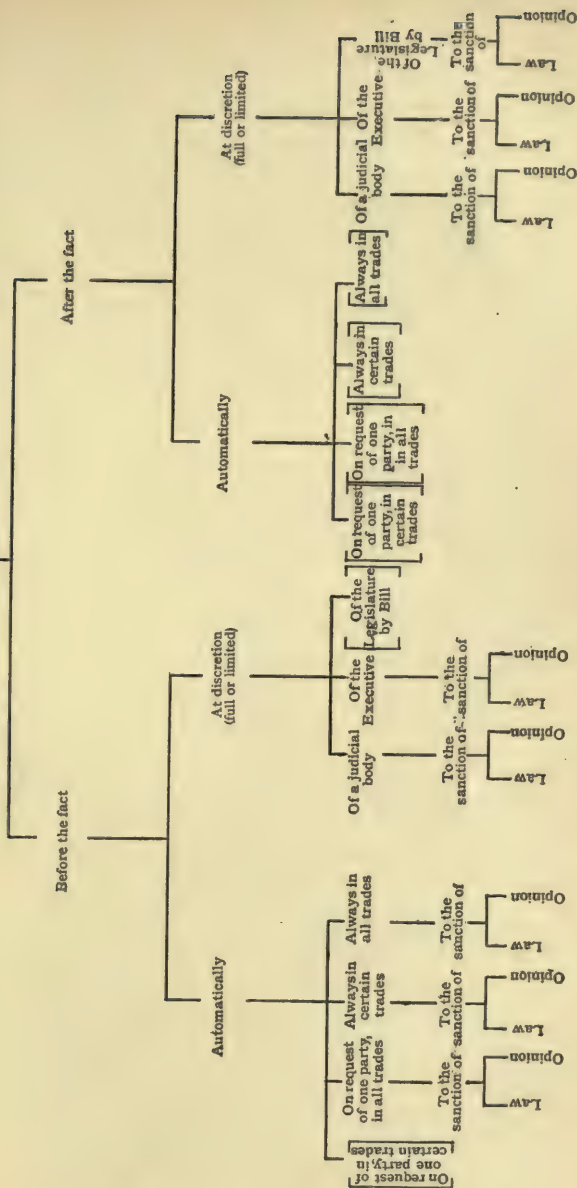 Before the fact
After the fact
Automatically
At discretion
(full or limited)
Automatically
At discretion
(full or limited)
On request of
one party, in
certain trades
On request
of one party,
in all trades
Always in
certain
trades
Always in
all trades
Of a judicial
body
Of the
Executive
Of the
Legislature
by Bill
On request
of one
party, in
certain
trades
On request
of one
party, in
in all
trades
Always in
certain
trades
Always in
all trades
Of a judicial
body
Of the
Executive
Of the
Legislature
by Bill
To the
sanction of
To the
sanction of
To the
sanction of
To the
sanction of
To the
sanction of
To the
sanction of
To the
sanction of
To the
sanction
of
Law
Opinion
Law
Opinion
Law
Opinion
Law
Opinion
Law
Opinion
Law
Opinion
Law
Opinion
Law
Opinion